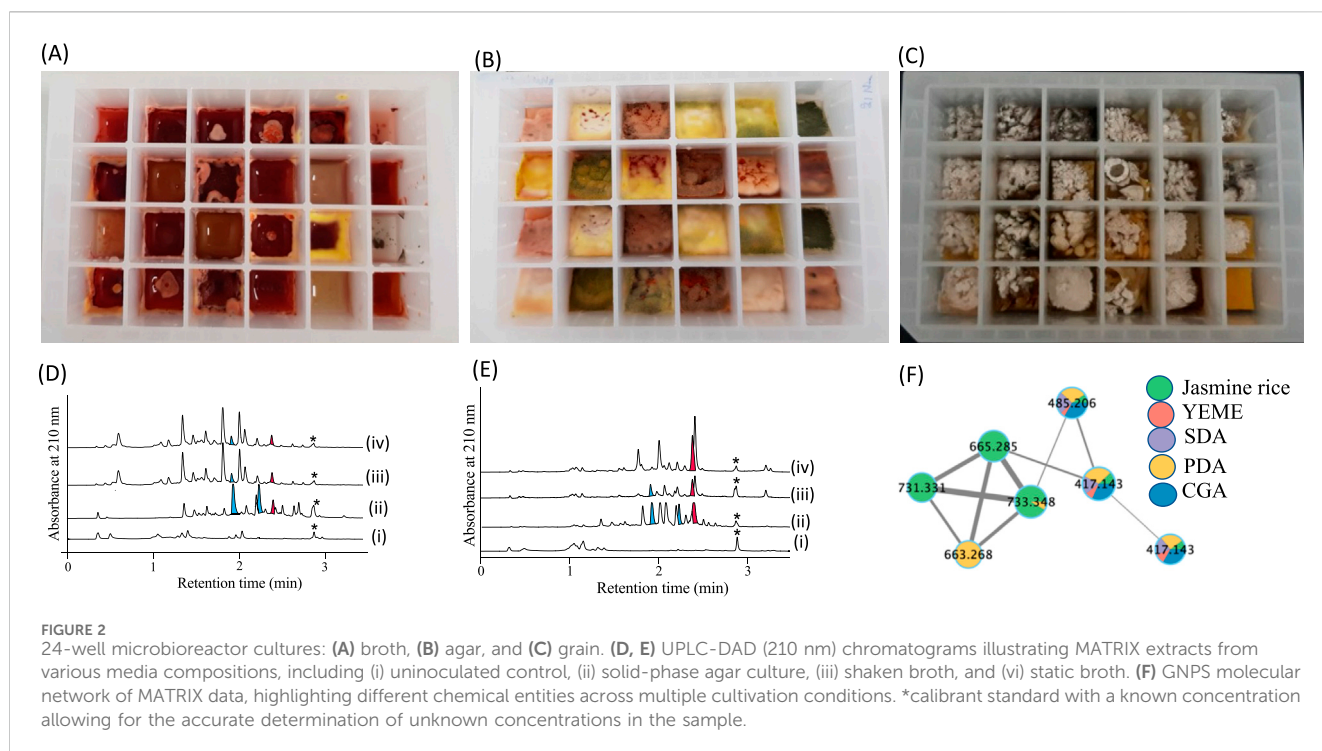 (A)
(B)
(C)
(D)
Absorbance at 210 nm
*
(iv)
*
(iii)
*
(ii)
*
(i)
0
1
2
3
Retention time (min)
(E)
Absorbance at 210 nm
*
(iv)
*
(iii)
*
(ii)
*
(i)
0
1
2
3
Retention time (min)
(F)
485.206
665.285
731.331
417.143
733.348
663.268
417.143
Jasmine rice
YEME
SDA
PDA
CGA
FIGURE 2
24-well microbioreactor cultures: (A) broth, (B) agar, and (C) grain. (D, E) UPLC-DAD (210 nm) chromatograms illustrating MATRIX extracts from
various media compositions, including (i) uninoculated control, (ii) solid-phase agar culture, (iii) shaken broth, and (vi) static broth. (F) GNPS molecular
network of MATRIX data, highlighting different chemical entities across multiple cultivation conditions. *calibrant standard with a known concentration
allowing for the accurate determination of unknown concentrations in the sample.